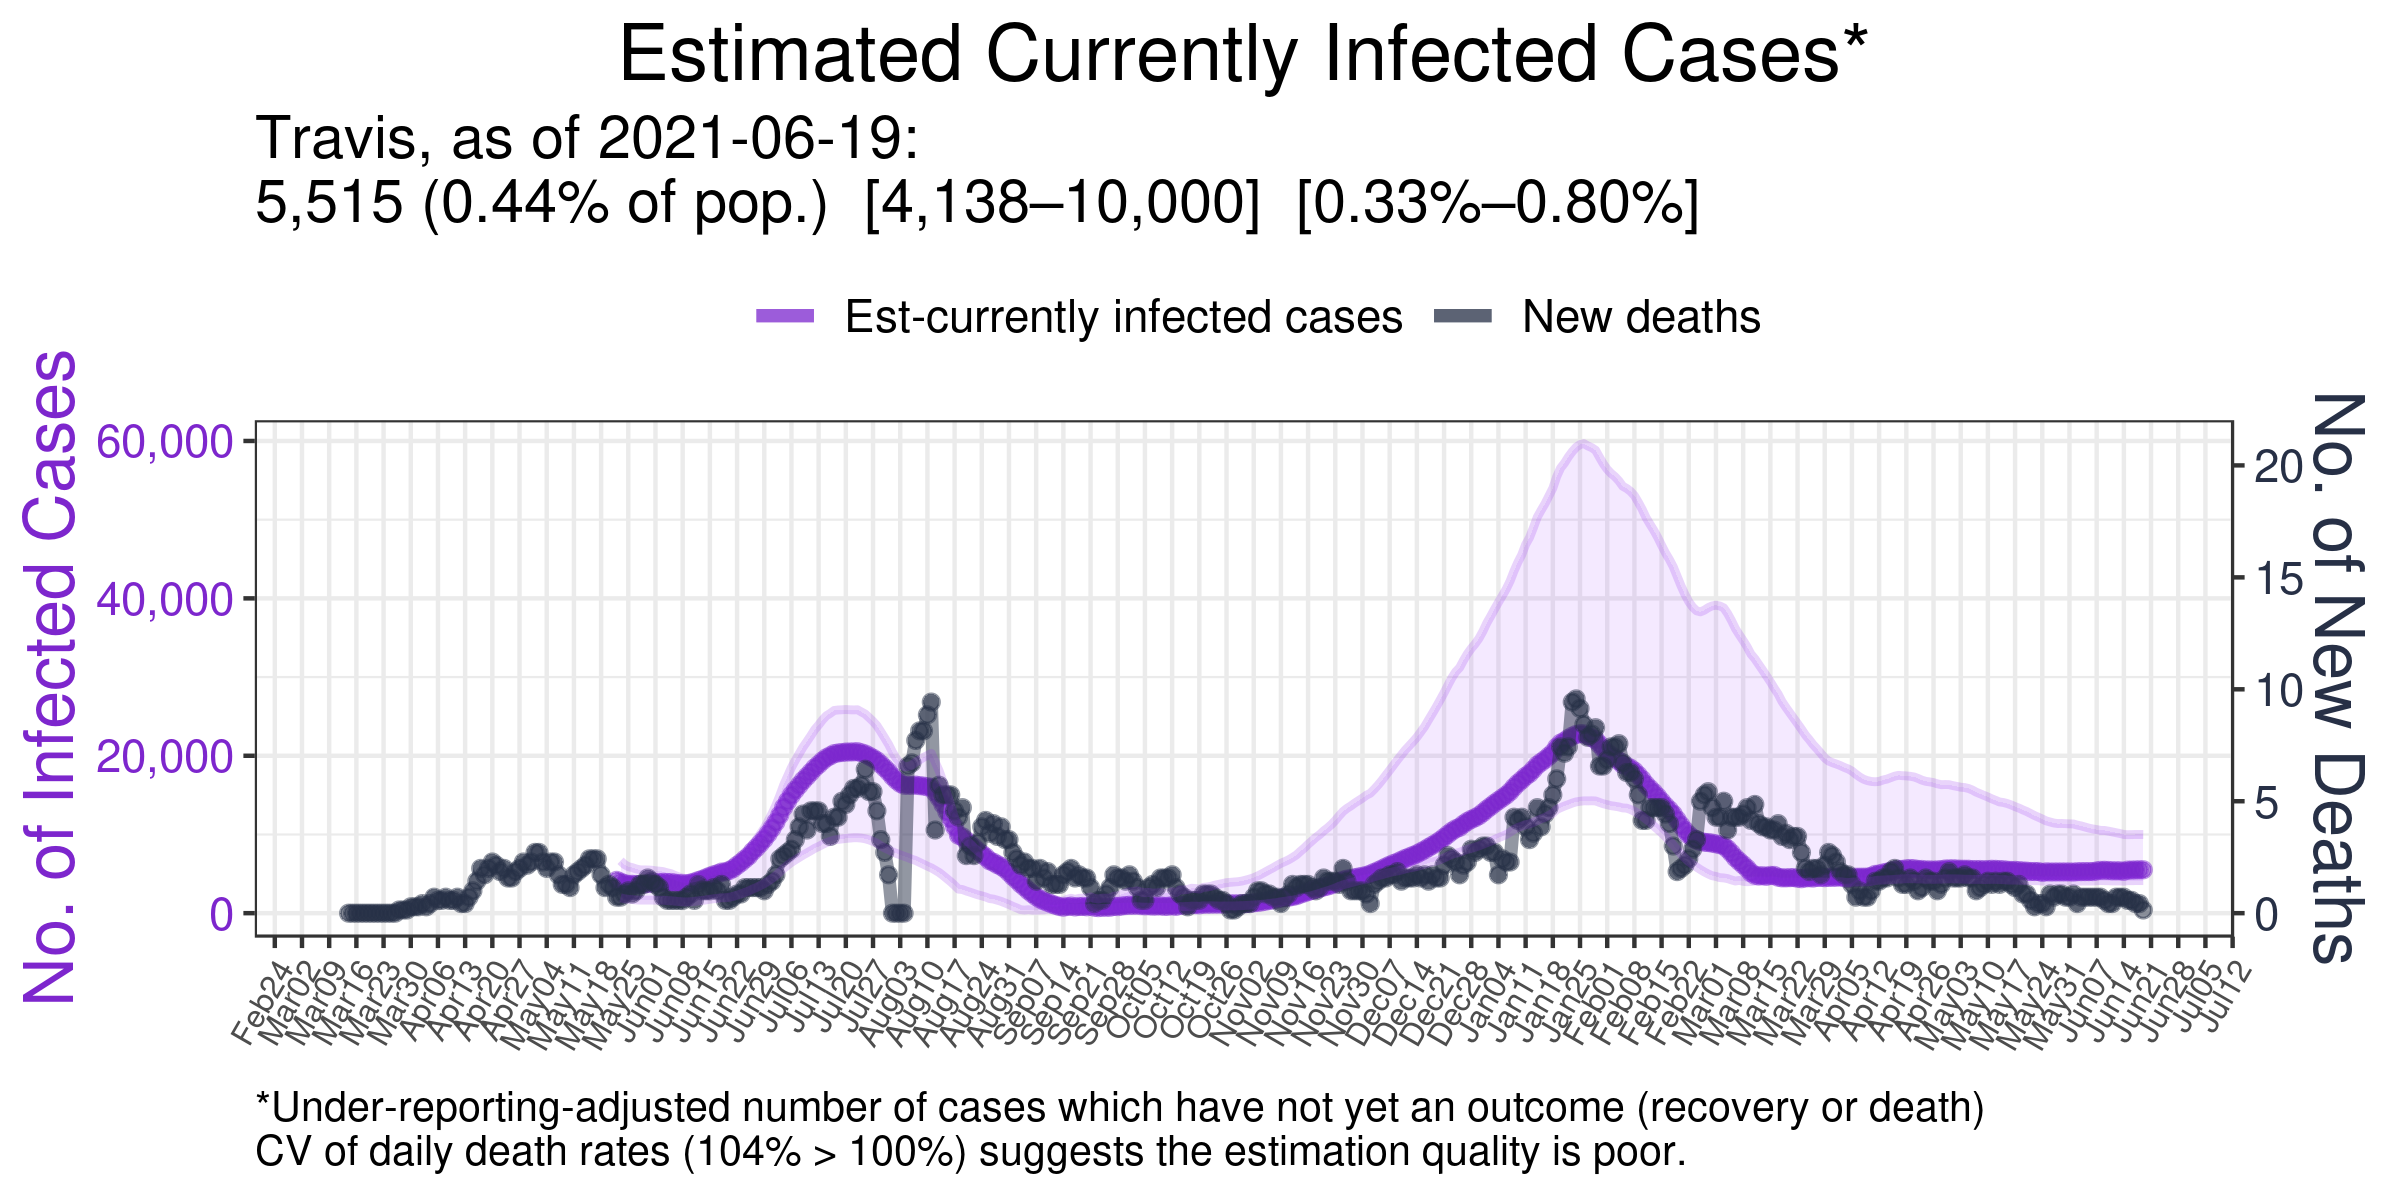 Estimated Currently Infected Cases*
Travis, as of 2021-06-19:
5,515 (0.44% of pop.)  [4,138–10,000]  [0.33%–0.80%]
Est-currently infected cases
New deaths
No. of Infected Cases
60,000
40,000
20,000
0
No. of New Deaths
20
15
10
5
0
Feb24
Mar02
Mar09
Mar16
Mar23
Mar30
Apr06
Apr13
Apr20
Apr27
May04
May11
May18
May25
Jun01
Jun08
Jun15
Jun22
Jun29
Jul06
Jul13
Jul20
Jul27
Aug03
Aug10
Aug17
Aug24
Aug31
Sep07
Sep14
Sep21
Sep28
Oct05
Oct12
Oct19
Oct26
Nov02
Nov09
Nov16
Nov23
Nov30
Dec07
Dec14
Dec21
Dec28
Jan04
Jan11
Jan18
Jan25
Feb01
Feb08
Feb15
Feb22
Mar01
Mar08
Mar15
Mar22
Mar29
Apr05
Apr12
Apr19
Apr26
May03
May10
May17
May24
May31
Jun07
Jun14
Jun21
Jun28
Jul05
Jul12
*Under-reporting-adjusted number of cases which have not yet an outcome (recovery or death)
CV of daily death rates (104% > 100%) suggests the estimation quality is poor.